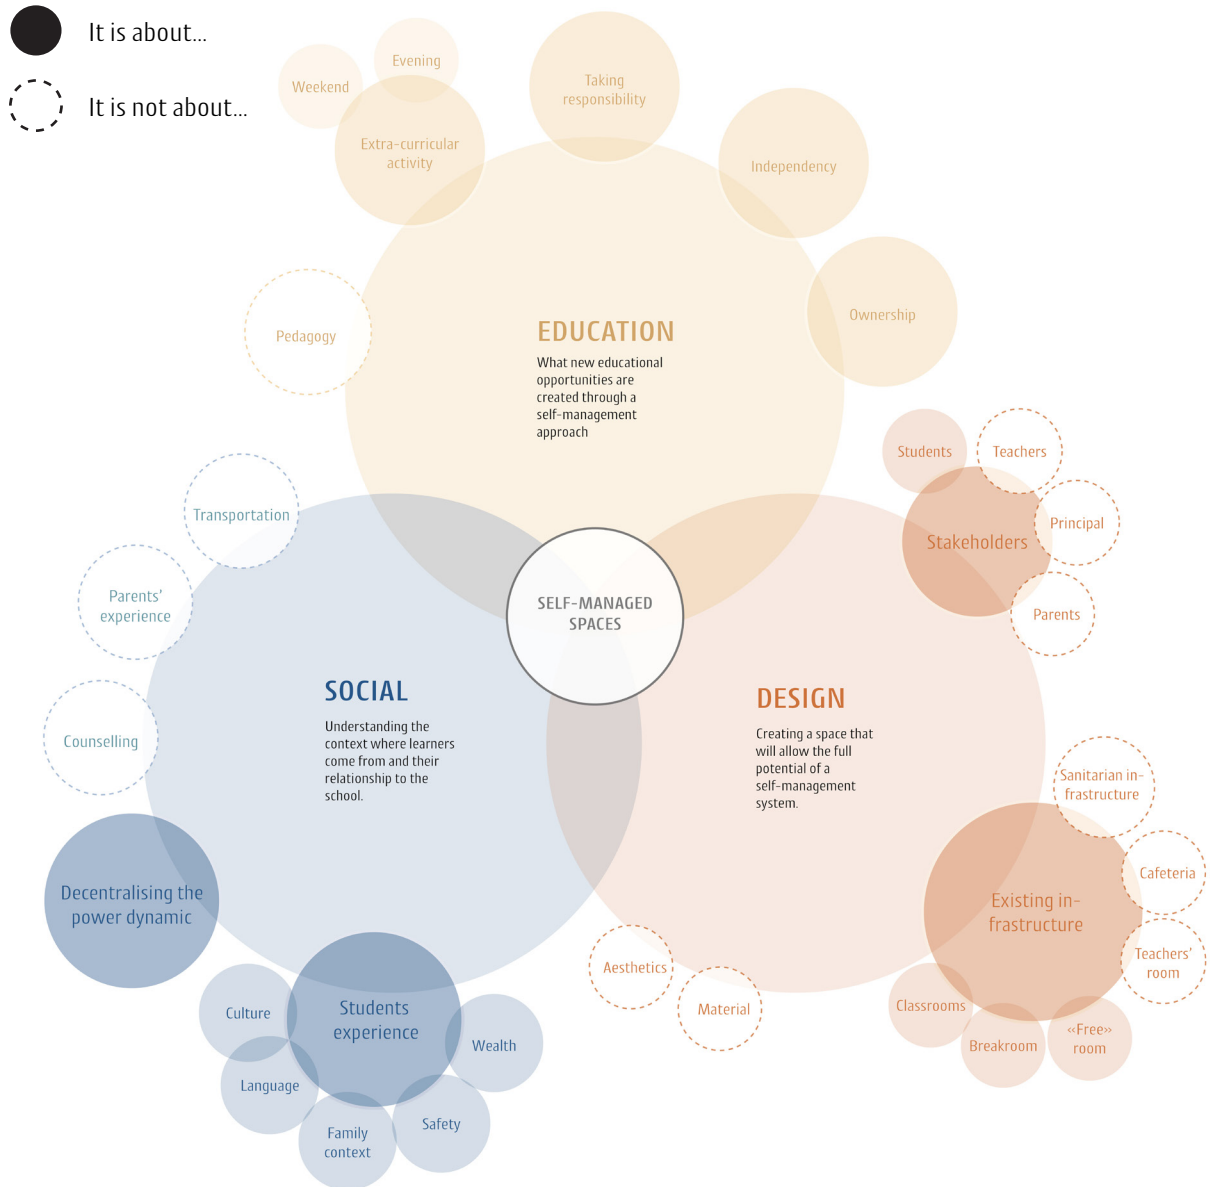 It is about...
It is not about...
Evening
Weekend
Extra-curricular
activity
Taking
responsibility
Independency
Ownership
Pedagogy
EDUCATION
What new educational
opportunities are
created through a
self-management
approach
Students
Teachers
Principal
Stakeholders
Parents
Transportation
Parents'
experience
Counselling
SELF-MANAGED
SPACES
SOCIAL
Understanding the
context where learners
come from and their
relationship to the
school.
DESIGN
Creating a space that
will allow the full
potential of a
self-management
system.
Sanitarian in-
frastructure
Cafeteria
Existing in-
frastructure
Teachers'
room
Decentralising the
power dynamic
Aesthetics
Material
Classrooms
Breakroom
«Free»
room
Students
experience
Culture
Language
Family
context
Safety
Wealth